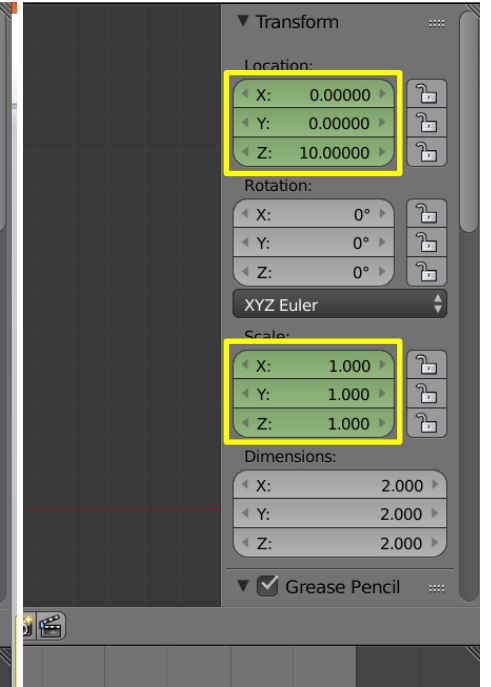 Transform
Location:
X: 0.00000
Y: 0.00000
Z: 10.00000
Rotation:
X: 0°
Y: 0°
Z: 0°
XYZ Euler
Scale:
X: 1.000
Y: 1.000
Z: 1.000
Dimensions:
X: 2.000
Y: 2.000
Z: 2.000
Grease Pencil